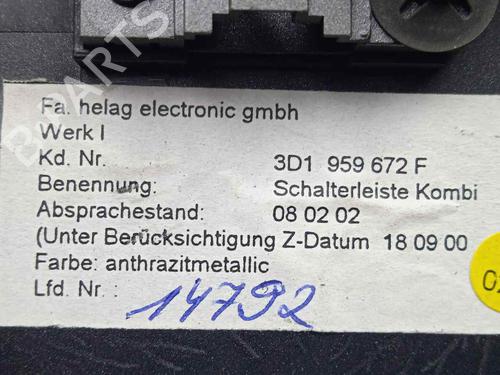 Fa. helag electronic gmbh
Werk I
Kd. Nr. 3D1 959 672 F
Benennung: Schalterleiste Kombi
Absprachestand: 08 02 02
(Unter Berücksichtigung Z-Datum 18 09 00
Farbe: anthrazitmetallic
Lfd. Nr. : 14792